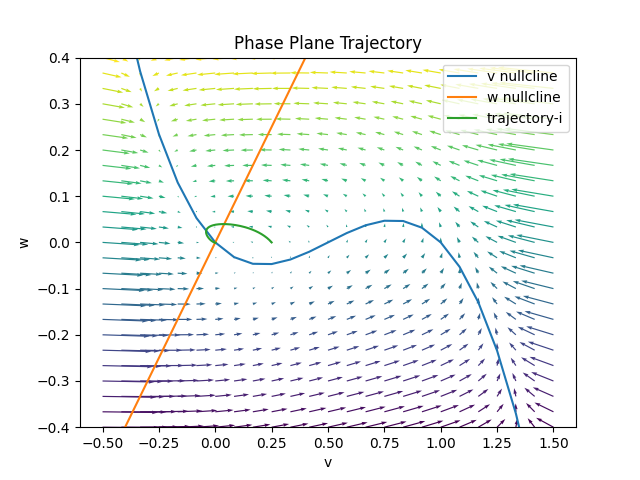 Phase Plane Trajectory
v nullcline
w nullcline
trajectory-i
w
0.4
0.3
0.2
0.1
0.0
−0.1
−0.2
−0.3
−0.4
−0.50 −0.25 0.00 0.25 0.50 0.75 1.00 1.25 1.50
v